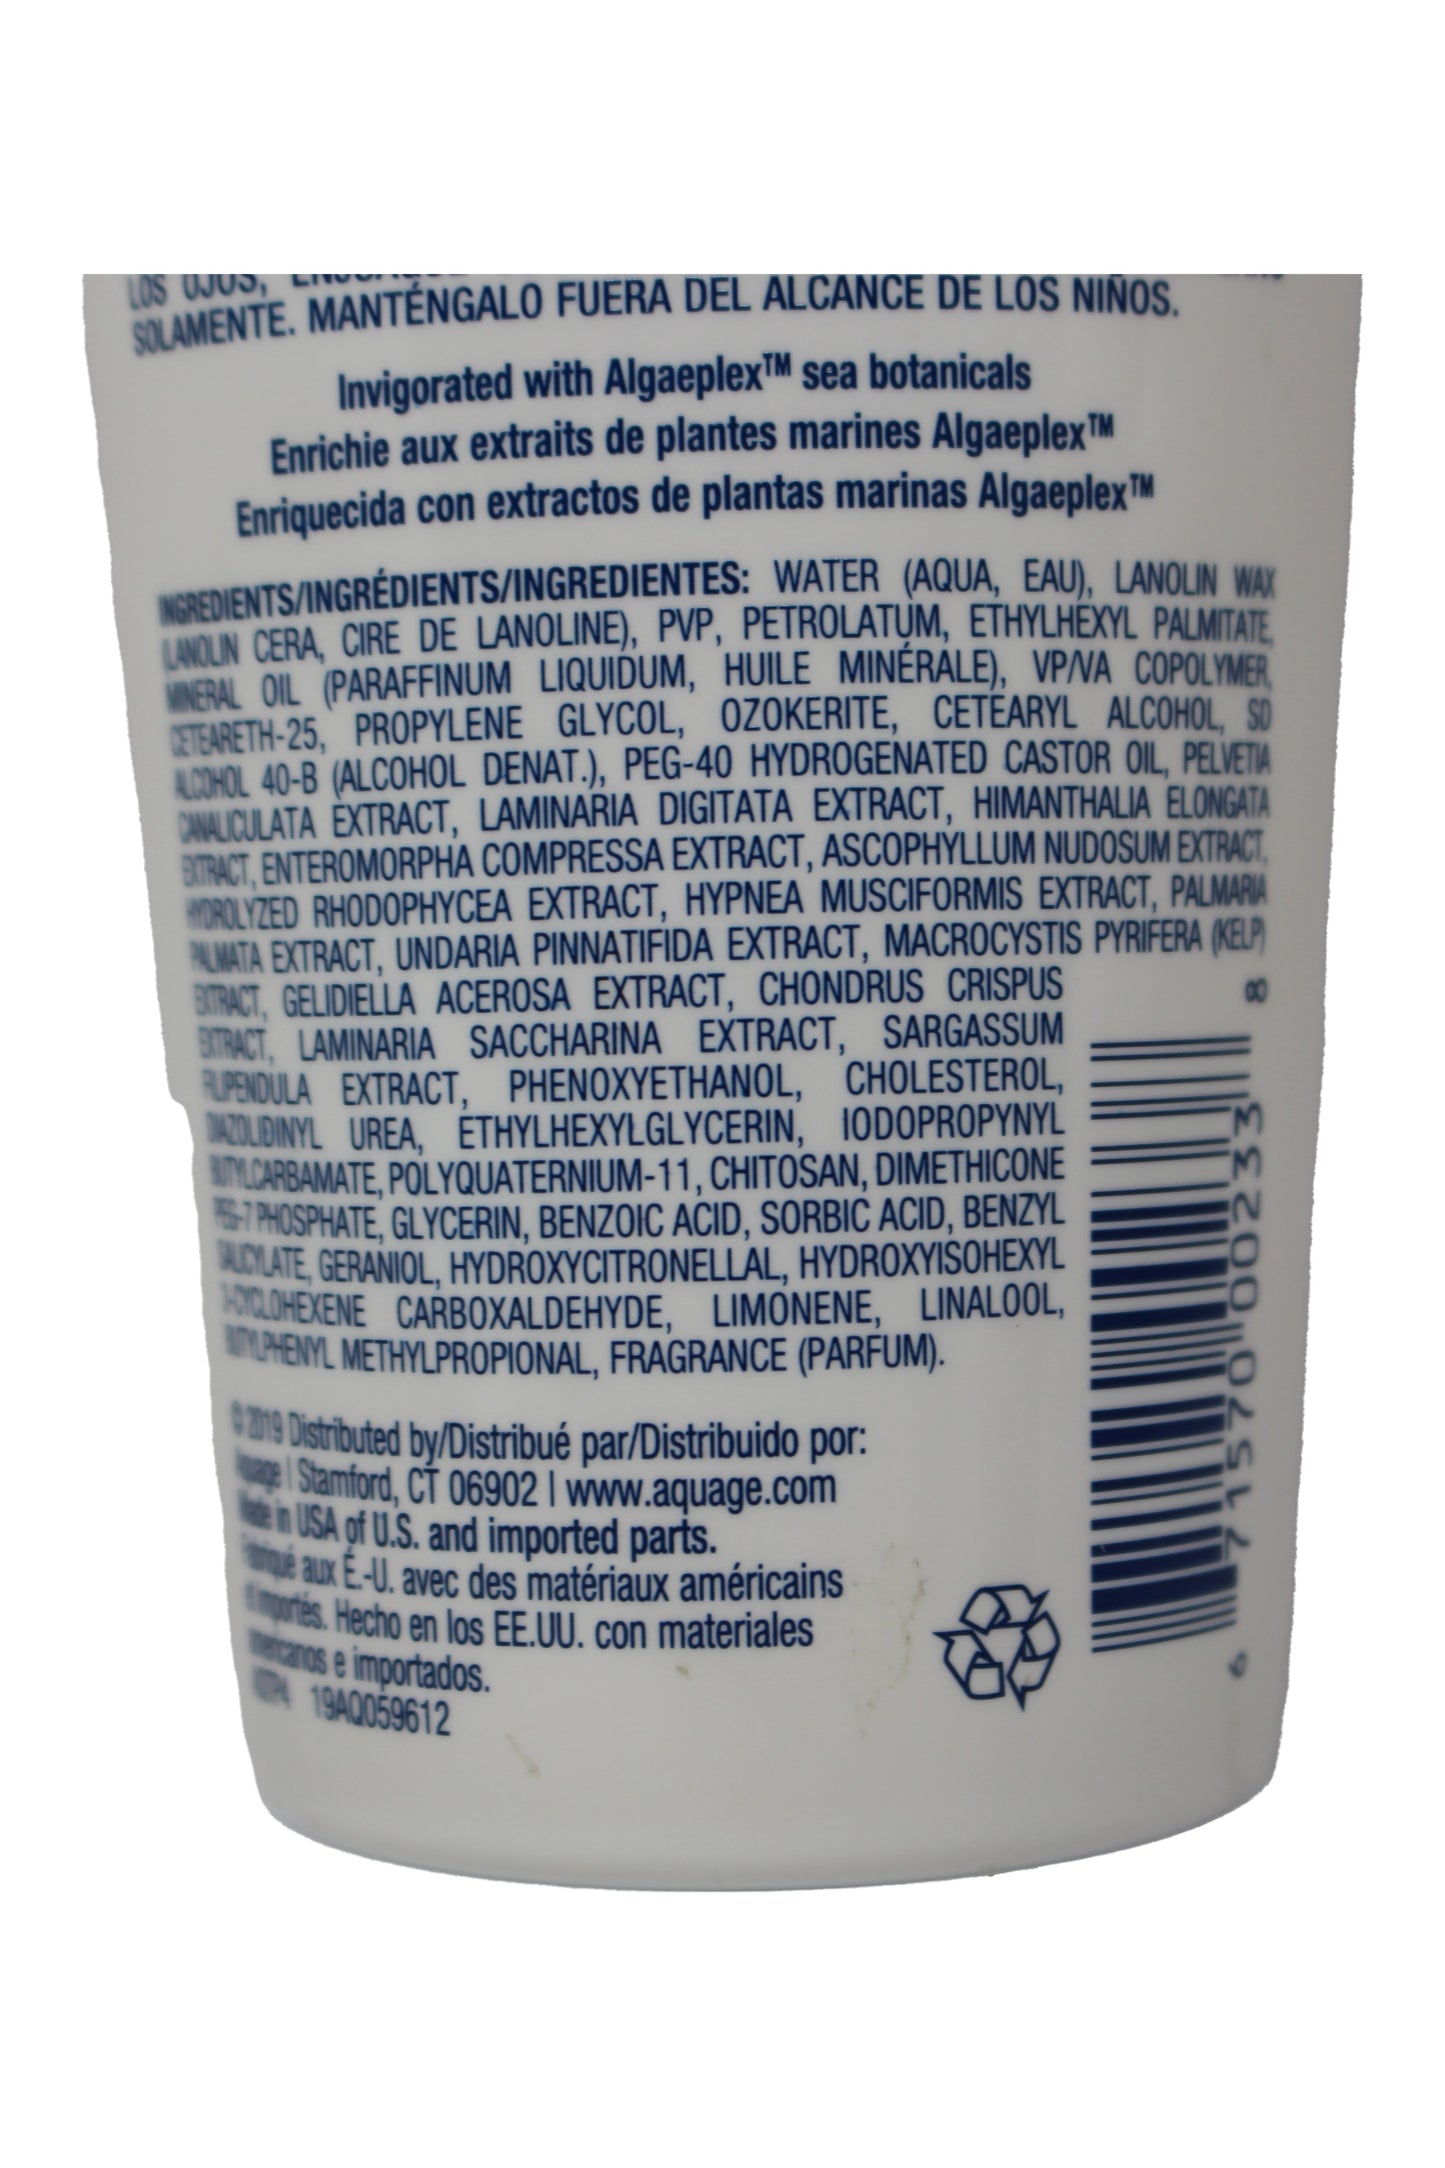 LOS OJOS,
SOLAMENTE. MANTÉNGALO FUERA DEL ALCANCE DE LOS NIÑOS.
Invigorated with Algaeplex™ sea botanicals
Enrichie aux extraits de plantes marines Algaeplex™
Enriquecida con extractos de plantas marinas Algaeplex™
INGREDIENTS/INGRÉDIENTS/INGREDIENTES: WATER (AQUA, EAU), LANOLIN WAX
(LANOLIN CERA, CIRE DE LANOLINE), PVP, PETROLATUM, ETHYLHEXYL PALMITATE,
MINERAL OIL (PARAFFINUM LIQUIDUM, HUILE MINÉRALE), VP/VA COPOLYMER,
CETEARETH-25, PROPYLENE GLYCOL, OZOKERITE, CETEARYL ALCOHOL, SD
ALCOHOL 40-B (ALCOHOL DENAT.), PEG-40 HYDROGENATED CASTOR OIL, PELVETIA
CANALICULATA EXTRACT, LAMINARIA DIGITATA EXTRACT, HIMANTHALIA ELONGATA
EXTRACT, ENTEROMORPHA COMPRESSA EXTRACT, ASCOPHYLLUM NUDOSUM EXTRACT,
HYDROLYZED RHODOPHYCEA EXTRACT, HYPNEA MUSCIFORMIS EXTRACT, PALMARIA
PALMATA EXTRACT, UNDARIA PINNATIFIDA EXTRACT, MACROCYSTIS PYRIFERA (KELP)
EXTRACT, GELIDIELLA ACEROSA EXTRACT, CHONDRUS CRISPUS
EXTRACT, LAMINARIA SACCHARINA EXTRACT, SARGASSUM
FILIPENDULA EXTRACT, PHENOXYETHANOL, CHOLESTEROL,
DIAZOLIDINYL UREA, ETHYLHEXYLGLYCERIN, IODOPROPYNYL
BUTYLCARBAMATE, POLYQUATERNIUM-11, CHITOSAN, DIMETHICONE
PEG-7 PHOSPHATE, GLYCERIN, BENZOIC ACID, SORBIC ACID, BENZYL
SALICYLATE, GERANIOL, HYDROXYCITRONELLAL, HYDROXYISOHEXYL
3-CYCLOHEXENE CARBOXALDEHYDE, LIMONENE, LINALOOL,
BUTYLPHENYL METHYLPROPIONAL, FRAGRANCE (PARFUM).
© 2019 Distributed by/Distribué par/Distribuido por:
Aquage | Stamford, CT 06902 | www.aquage.com
Made in USA of U.S. and imported parts.
Fabriqué aux É.-U. avec des matériaux américains
et importés. Hecho en los EE.UU. con materiales
americanos e importados.
19AQ059612
6 71570 00233 8